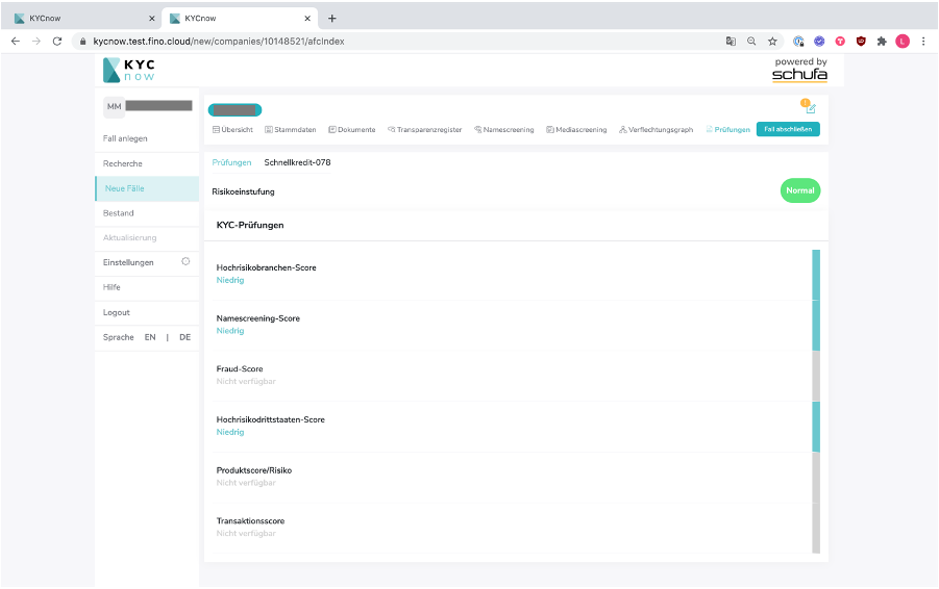 KYCnow
KYCnow
kycnow.test.fino.cloud/new/companies/10148521/afcIndex
L
KYC
now
powered by
schufa
MM
Übersicht Stammdaten Dokumente Transparenzregister Namescreening Mediascreening Verflechtungsgraph Prüfungen Fall abschließen
Fall anlegen
Recherche
Neue Fälle
Bestand
Aktualisierung
Einstellungen
Hilfe
Logout
Sprache EN | DE
Prüfungen Schnellkredit-078
Risikoeinstufung
Normal
KYC-Prüfungen
Hochrisikobranchen-Score
Niedrig
Namescreening-Score
Niedrig
Fraud-Score
Nicht verfügbar
Hochrisikodrittstaaten-Score
Niedrig
Produktscore/Risiko
Nicht verfügbar
Transaktionsscore
Nicht verfügbar